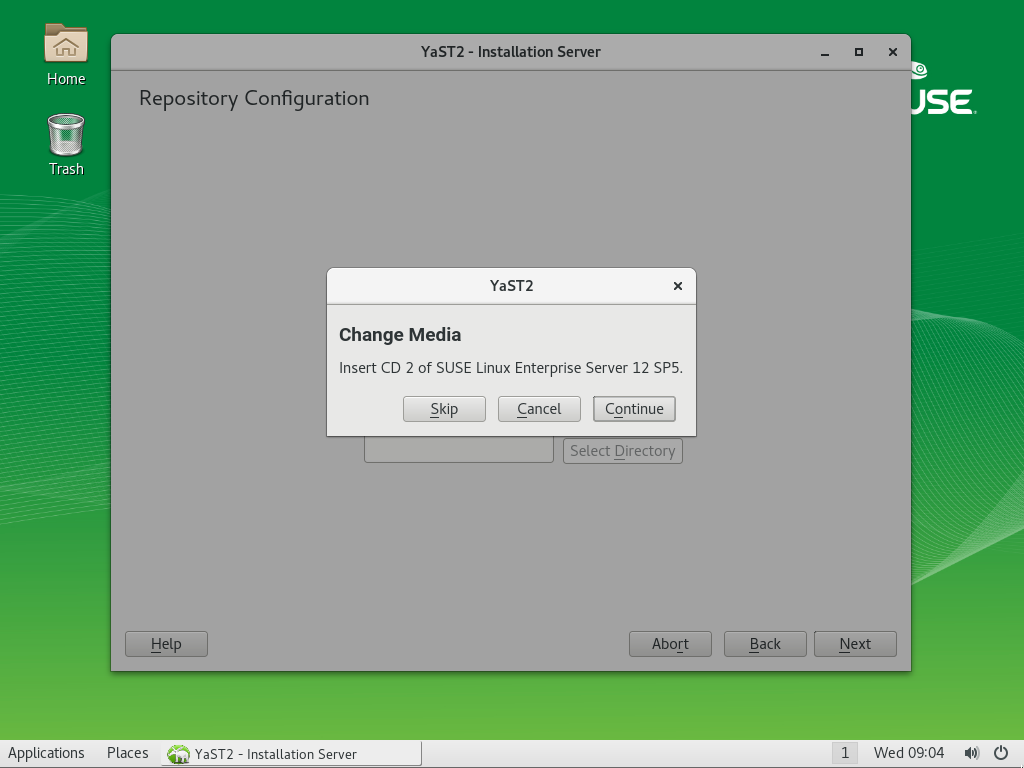 Home
Trash
YaST2 - Installation Server
USE
Repository Configuration
YaST2
Change Media
Insert CD 2 of SUSE Linux Enterprise Server 12 SP5.
Skip
Cancel
Continue
Select Directory
Help
Abort
Back
Next
Applications
Places
YaST2 - Installation Server
1
Wed 09:04